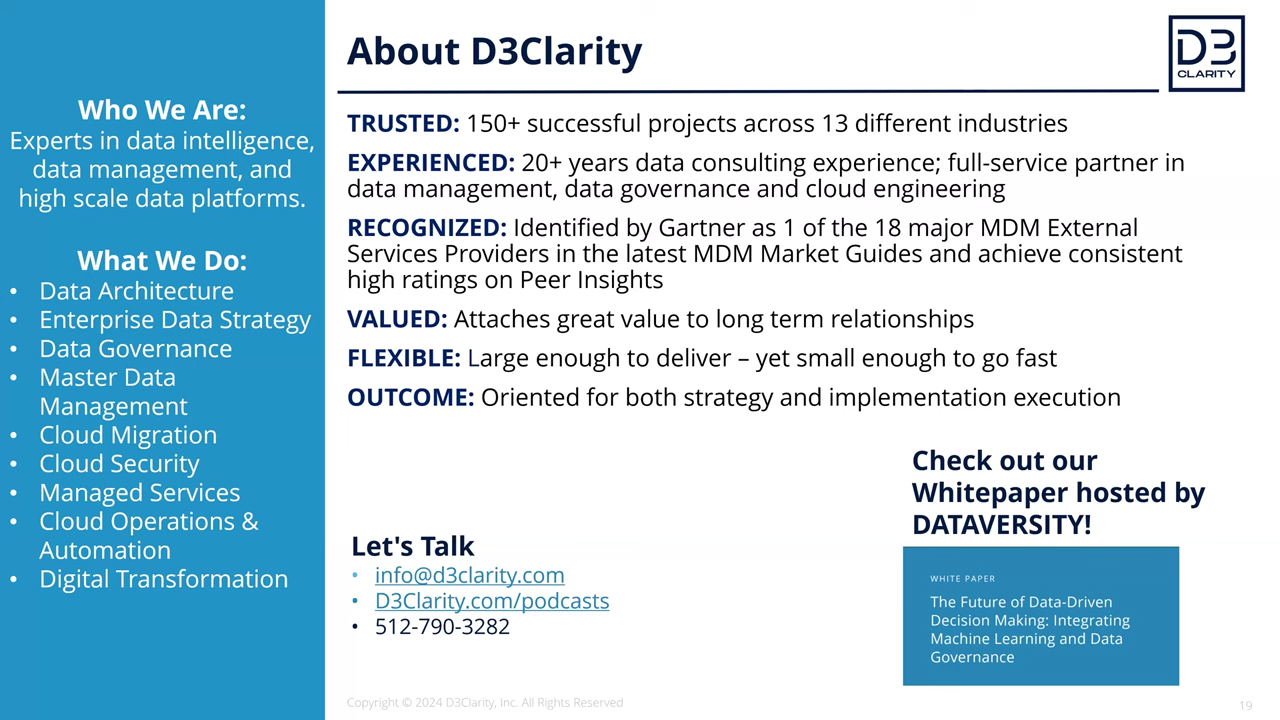 Who We Are:
Experts in data intelligence,
data management, and
high scale data platforms.
What We Do:
• Data Architecture
• Enterprise Data Strategy
• Data Governance
• Master Data
Management
• Cloud Migration
• Cloud Security
• Managed Services
• Cloud Operations &
Automation
• Digital Transformation
About D3Clarity
D3
CLARITY
TRUSTED: 150+ successful projects across 13 different industries
EXPERIENCED: 20+ years data consulting experience; full-service partner in
data management, data governance and cloud engineering
RECOGNIZED: Identified by Gartner as 1 of the 18 major MDM External
Services Providers in the latest MDM Market Guides and achieve consistent
high ratings on Peer Insights
VALUED: Attaches great value to long term relationships
FLEXIBLE: Large enough to deliver – yet small enough to go fast
OUTCOME: Oriented for both strategy and implementation execution
Let's Talk
• info@d3clarity.com
• D3Clarity.com/podcasts
• 512-790-3282
Check out our
Whitepaper hosted by
DATAVERSITY!
WHITE PAPER
The Future of Data-Driven
Decision Making: Integrating
Machine Learning and Data
Governance
Copyright © 2024 D3Clarity, Inc. All Rights Reserved
19